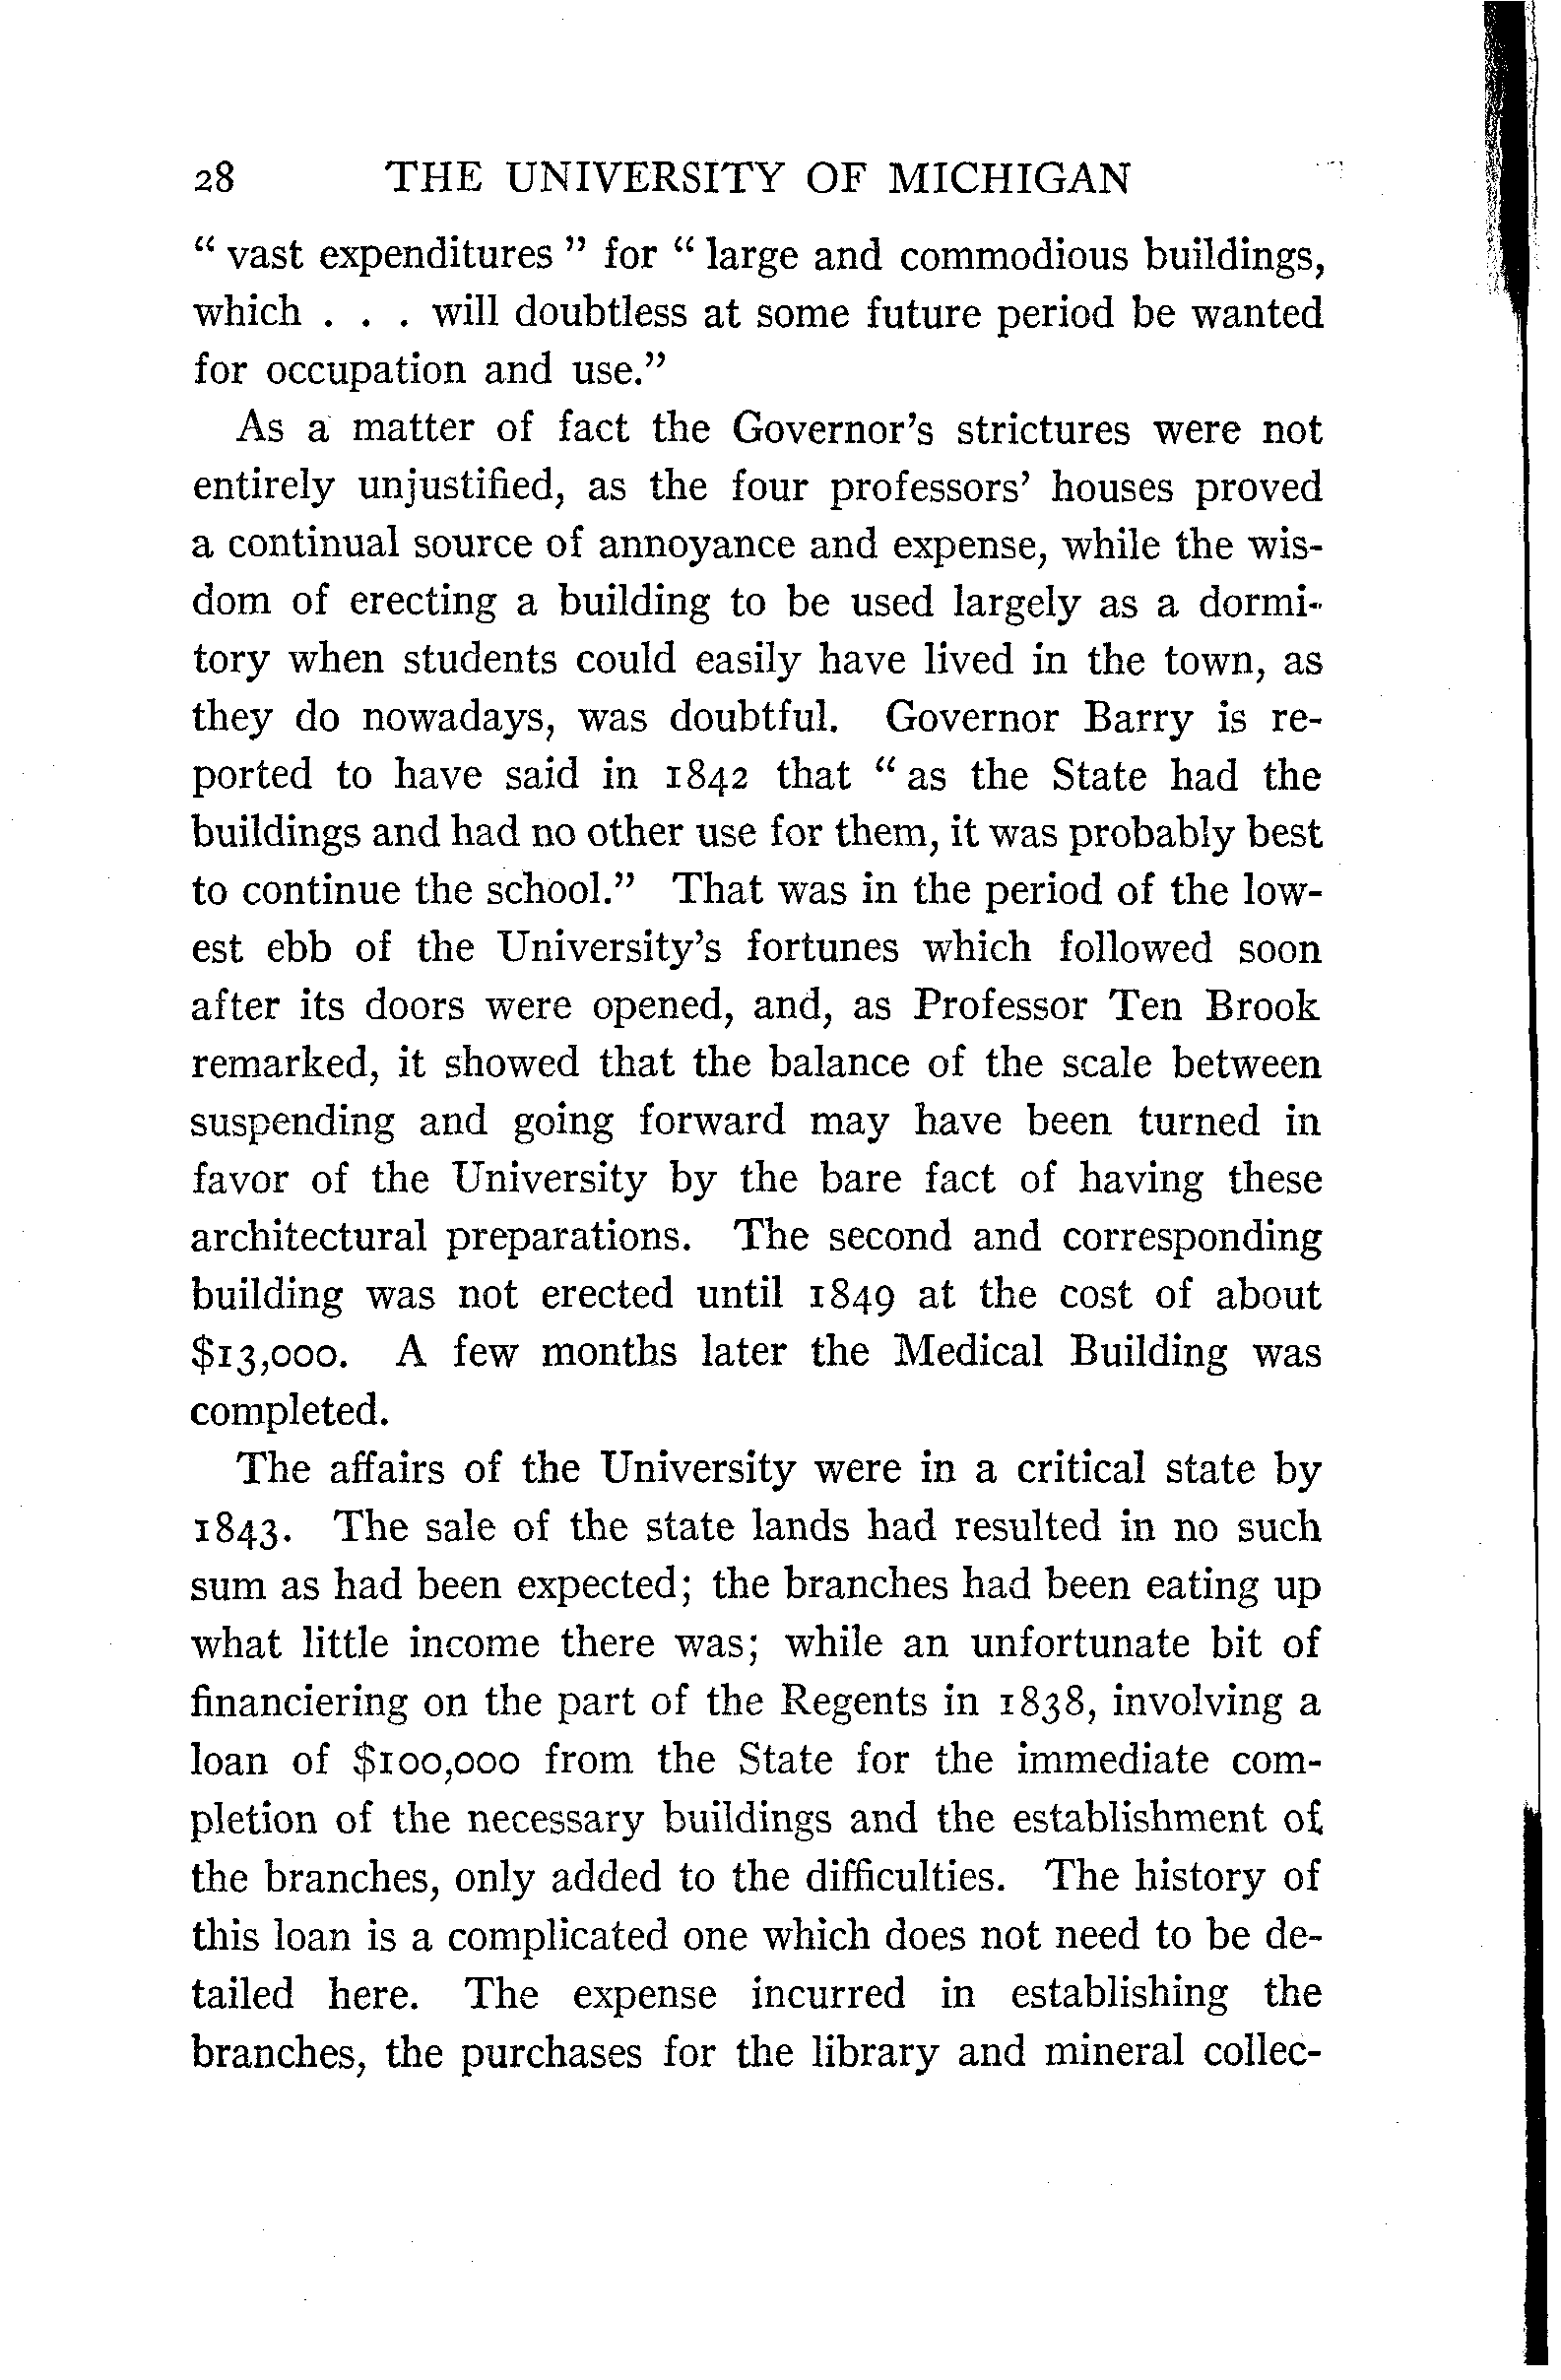 28 THE UNIVERSITY OF MICHIGAN
“ vast expenditures ” for “ large and commodious buildings,
which . . . will doubtless at some future period be wanted
for occupation and use.”
As a matter of fact the Governor’s strictures were not
entirely unjustified, as the four professors’ houses proved
a continual source of annoyance and expense, while the wis-
dom of erecting a building to be used largely as a dormi-
tory when students could easily have lived in the town, as
they do nowadays, was doubtful. Governor Barry is re-
ported to have said in 1842 that “ as the State had the
buildings and had no other use for them, it was probably best
to continue the school.” That was in the period of the low-
est ebb of the University’s fortunes which followed soon
after its doors were opened, and, as Professor Ten Brook
remarked, it showed that the balance of the scale between
suspending and going forward may have been turned in
favor of the University by the bare fact of having these
architectural preparations. The second and corresponding
building was not erected until 1849 at the cost of about
$13,000. A few months later the Medical Building was
completed.
The affairs of the University were in a critical state by
1843. The sale of the state lands had resulted in no such
sum as had been expected; the branches had been eating up
what little income there was; while an unfortunate bit of
financiering on the part of the Regents in 1838, involving a
loan of $100,000 from the State for the immediate com-
pletion of the necessary buildings and the establishment of
the branches, only added to the difficulties. The history of
this loan is a complicated one which does not need to be de-
tailed here. The expense incurred in establishing the
branches, the purchases for the library and mineral collec-